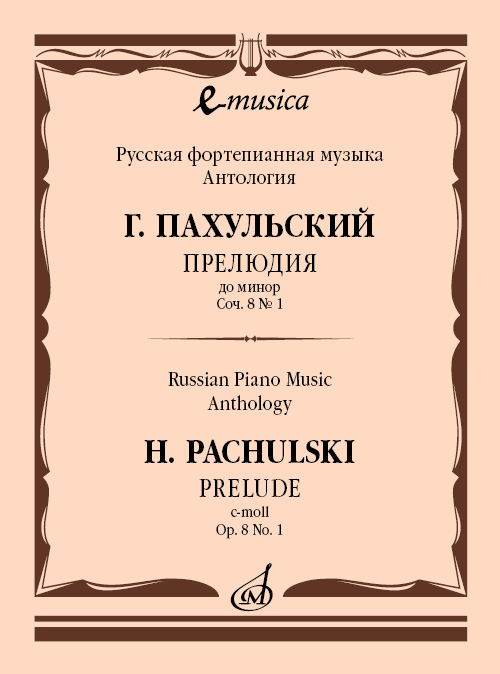 e-musica
Русская фортепианная музыка
Антология
Г. ПАХУЛЬСКИЙ
ПРЕЛЮДИЯ
до минор
Соч. 8 № 1
Russian Piano Music
Anthology
H. PACHULSKI
PRELUDE
c-moll
Op. 8 No. 1